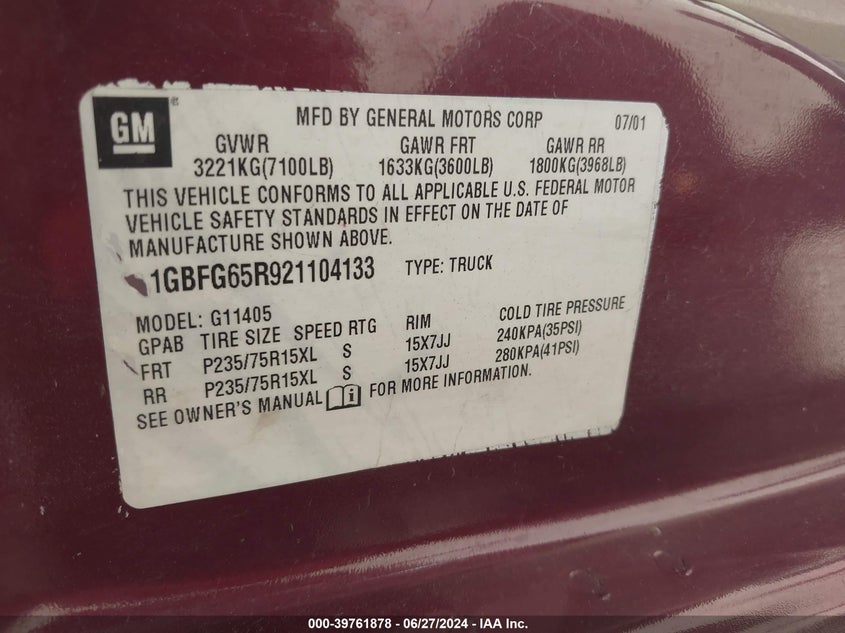 GM®
MFD BY GENERAL MOTORS CORP 07/01
GVWR GAWR FRT GAWR RR
3221KG(7100LB) 1633KG(3600LB) 1800KG(3968LB)
THIS VEHICLE CONFORMS TO ALL APPLICABLE U.S. FEDERAL MOTOR
VEHICLE SAFETY STANDARDS IN EFFECT ON THE DATE OF
MANUFACTURE SHOWN ABOVE.
1GBFG65R921104133 TYPE: TRUCK
MODEL: G11405
GPAB TIRE SIZE SPEED RTG RIM COLD TIRE PRESSURE
FRT P235/75R15XL S 15X7JJ 240KPA(35PSI)
RR P235/75R15XL S 15X7JJ 280KPA(41PSI)
SEE OWNER'S MANUAL FOR MORE INFORMATION.
000-39761878 / 06/27/2024 - IAA Inc.